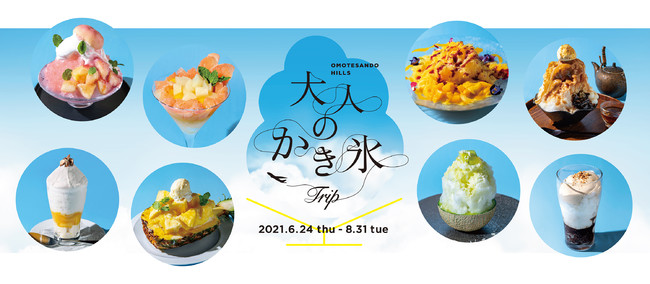 OMOTESANDO
HILLS
大人
の
かき氷
Trip
2021.6.24 thu - 8.31 tue